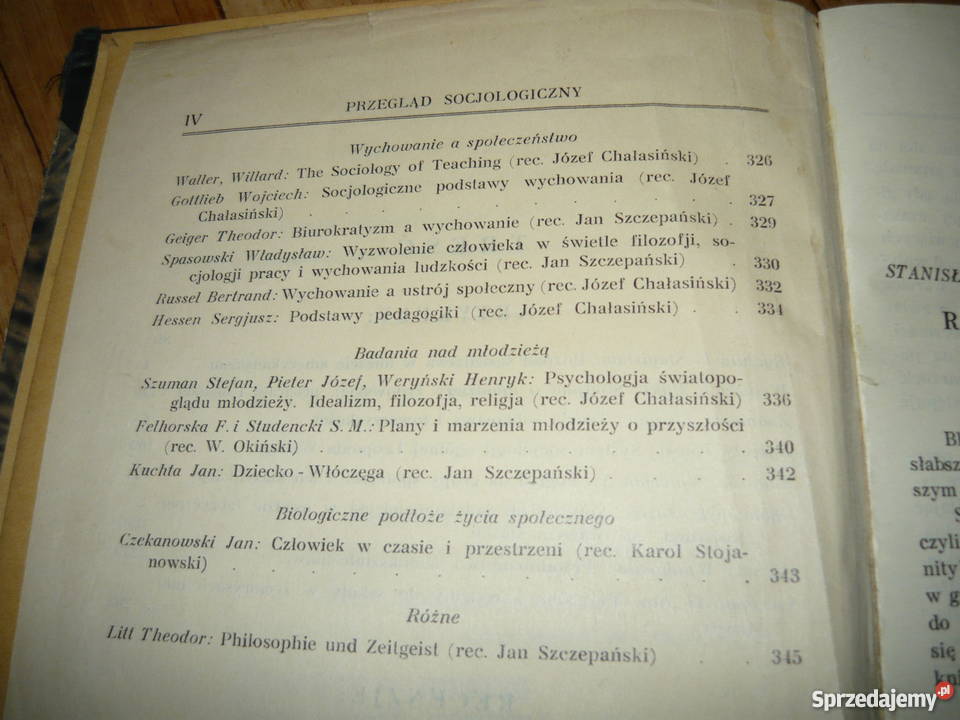 IV PRZEGLĄD SOCJOLOGICZNY
Wychowanie a społeczeństwo
Waller, Willard: The Sociology of Teaching (rec. Józef Chałasiński) . 326
Gottlieb Wojciech: Socjologiczne podstawy wychowania (rec. Józef
Chałasiński) . . . . . . . . . . 327
Geiger Theodor: Biurokratyzm a wychowanie (rec. Jan Szczepański) . 329
Spasowski Władysław: Wyzwolenie człowieka w świetle filozofji, so-
cjologji pracy i wychowania ludzkości (rec. Jan Szczepański) . 330
Russel Bertrand: Wychowanie a ustrój społeczny (rec. Józef Chałasiński) 332
Hessen Sergjusz: Podstawy pedagogiki (rec. Józef Chałasiński) . . 334
Badania nad młodzieżą
Szuman Stefan, Pieter Józef, Weryński Henryk: Psychologja światopo-
glądu młodzieży. Idealizm, filozofja, religja (rec. Józef Chałasiński) 336
Felhorska F. i Studencki S. M.: Plany i marzenia młodzieży o przyszłości
(rec. W. Okiński) . . . . . . . . . 340
Kuchta Jan: Dziecko - Włóczęga (rec. Jan Szczepański) . . . . 342
Biologiczne podłoże życia społecznego
Czekanowski Jan: Człowiek w czasie i przestrzeni (rec. Karol Stoja-
nowski) . . . . . . . . . . 343
Różne
Litt Theodor: Philosophie und Zeitgeist (rec. Jan Szczepański) . . 345
STANISŁ
R
słabsz
szym
czyli
nity
w g
do
się
Sprzedajemy.pl